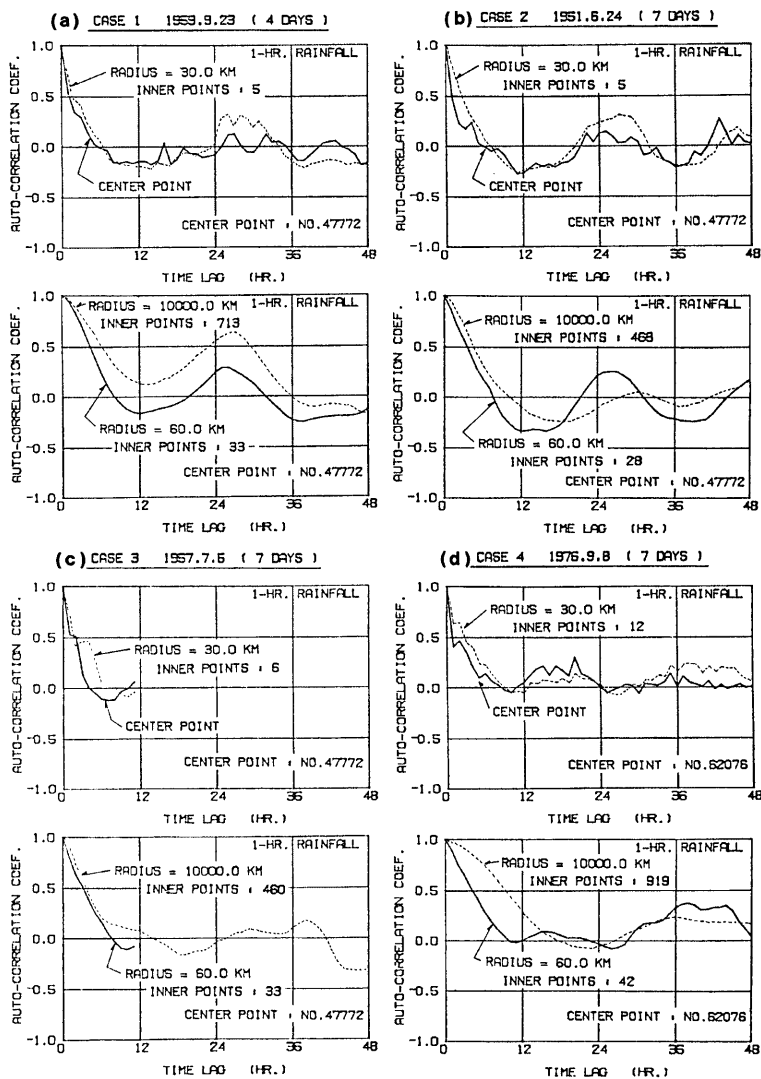 (a) CASE 1 1959.9.23 ( 4 DAYS )
1-HR. RAINFALL
RADIUS = 30.0 KM
INNER POINTS : 5
CENTER POINT
CENTER POINT : NO.47772
AUTO-CORRELATION COEF.
1.0
0.5
0.0
-0.5
-1.0
0 12 24 36 48
TIME LAG (HR.)
1-HR. RAINFALL
RADIUS = 10000.0 KM
INNER POINTS : 713
RADIUS = 60.0 KM
INNER POINTS : 33
CENTER POINT : NO.47772
AUTO-CORRELATION COEF.
1.0
0.5
0.0
-0.5
-1.0
0 12 24 36 48
TIME LAG (HR.)
(b) CASE 2 1951.6.24 ( 7 DAYS )
1-HR. RAINFALL
RADIUS = 30.0 KM
INNER POINTS : 5
CENTER POINT
CENTER POINT : NO.47772
AUTO-CORRELATION COEF.
1.0
0.5
0.0
-0.5
-1.0
0 12 24 36 48
TIME LAG (HR.)
1-HR. RAINFALL
RADIUS = 10000.0 KM
INNER POINTS : 468
RADIUS = 60.0 KM
INNER POINTS : 28
CENTER POINT : NO.47772
AUTO-CORRELATION COEF.
1.0
0.5
0.0
-0.5
-1.0
0 12 24 36 48
TIME LAG (HR.)
(c) CASE 3 1957.7.6 ( 7 DAYS )
1-HR. RAINFALL
RADIUS = 30.0 KM
INNER POINTS : 6
CENTER POINT
CENTER POINT : NO.47772
AUTO-CORRELATION COEF.
1.0
0.5
0.0
-0.5
-1.0
0 12 24 36 48
TIME LAG (HR.)
1-HR. RAINFALL
RADIUS = 10000.0 KM
INNER POINTS : 460
RADIUS = 60.0 KM
INNER POINTS : 33
CENTER POINT : NO.47772
AUTO-CORRELATION COEF.
1.0
0.5
0.0
-0.5
-1.0
0 12 24 36 48
TIME LAG (HR.)
(d) CASE 4 1976.9.8 ( 7 DAYS )
1-HR. RAINFALL
RADIUS = 30.0 KM
INNER POINTS : 12
CENTER POINT
CENTER POINT : NO.62076
AUTO-CORRELATION COEF.
1.0
0.5
0.0
-0.5
-1.0
0 12 24 36 48
TIME LAG (HR.)
1-HR. RAINFALL
RADIUS = 10000.0 KM
INNER POINTS : 919
RADIUS = 60.0 KM
INNER POINTS : 42
CENTER POINT : NO.62076
AUTO-CORRELATION COEF.
1.0
0.5
0.0
-0.5
-1.0
0 12 24 36 48
TIME LAG (HR.)